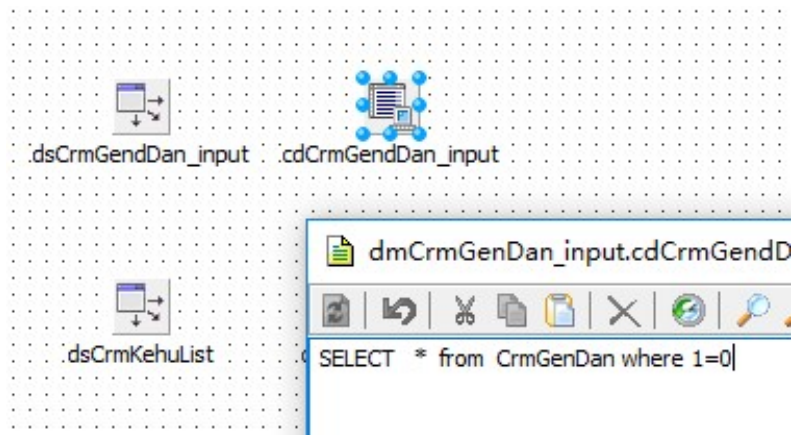 dsCrmGendDan_input
cdCrmGendDan_input
dmCrmGenDan_input.cdCrmGendD
dsCrmKehuList
SELECT * from CrmGenDan where 1=0